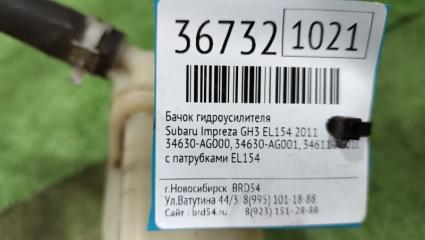 36732 1021
Бачок гидроусилителя
Subaru Impreza GH3 EL154 2011
34630-AG000, 34630-AG001,
с патрубками EL154
г.Новосибирск BRD54
Ул.Ватутина 44/3 8(995) 101-18-88
Сайт: brd54.ru 8(923) 151-28-88